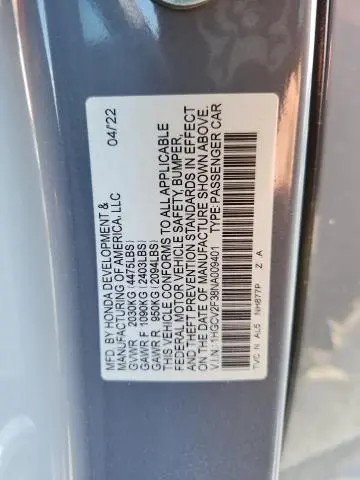 MFD. BY HONDA DEVELOPMENT & 04/22
MANUFACTURING OF AMERICA, LLC
GVWR 2030KG (4475LBS)
GAWR F 1090KG (2403LBS)
GAWR R 950KG (2094LBS)
THIS VEHICLE CONFORMS TO ALL APPLICABLE
FEDERAL MOTOR VEHICLE SAFETY, BUMPER,
AND THEFT PREVENTION STANDARDS IN EFFECT
ON THE DATE OF MANUFACTURE SHOWN ABOVE.
V.I.N.: 1HGCV2F38NA009401 TYPE: PASSENGER CAR
TVC N AL5 NH877P Z A